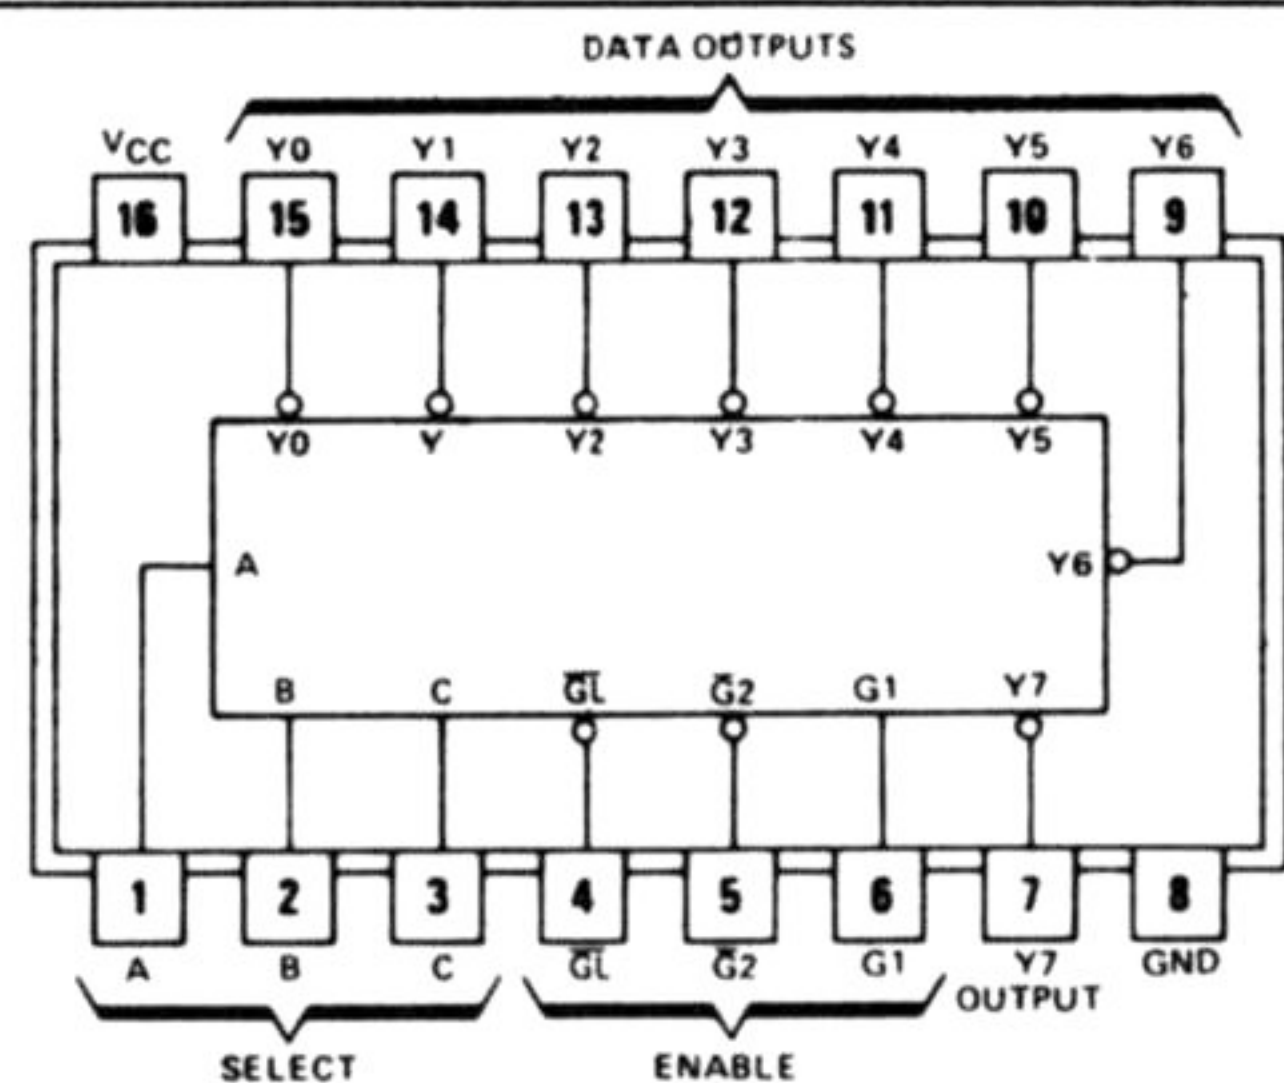 DATA OUTPUTS
VCC Y0 Y1 Y2 Y3 Y4 Y5 Y6
16 15 14 13 12 11 10 9
Y0 Y Y2 Y3 Y4 Y5
A Y6
B C G̅L̅ G̅2 G1 Y7
1 2 3 4 5 6 7 8
A B C G̅L̅ G̅2 G1 Y7 GND
OUTPUT
SELECT ENABLE